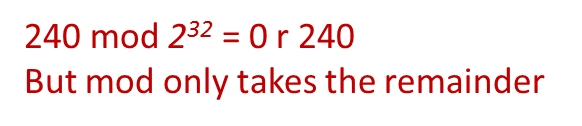 240 mod 2³² = 0 r 240
But mod only takes the remainder